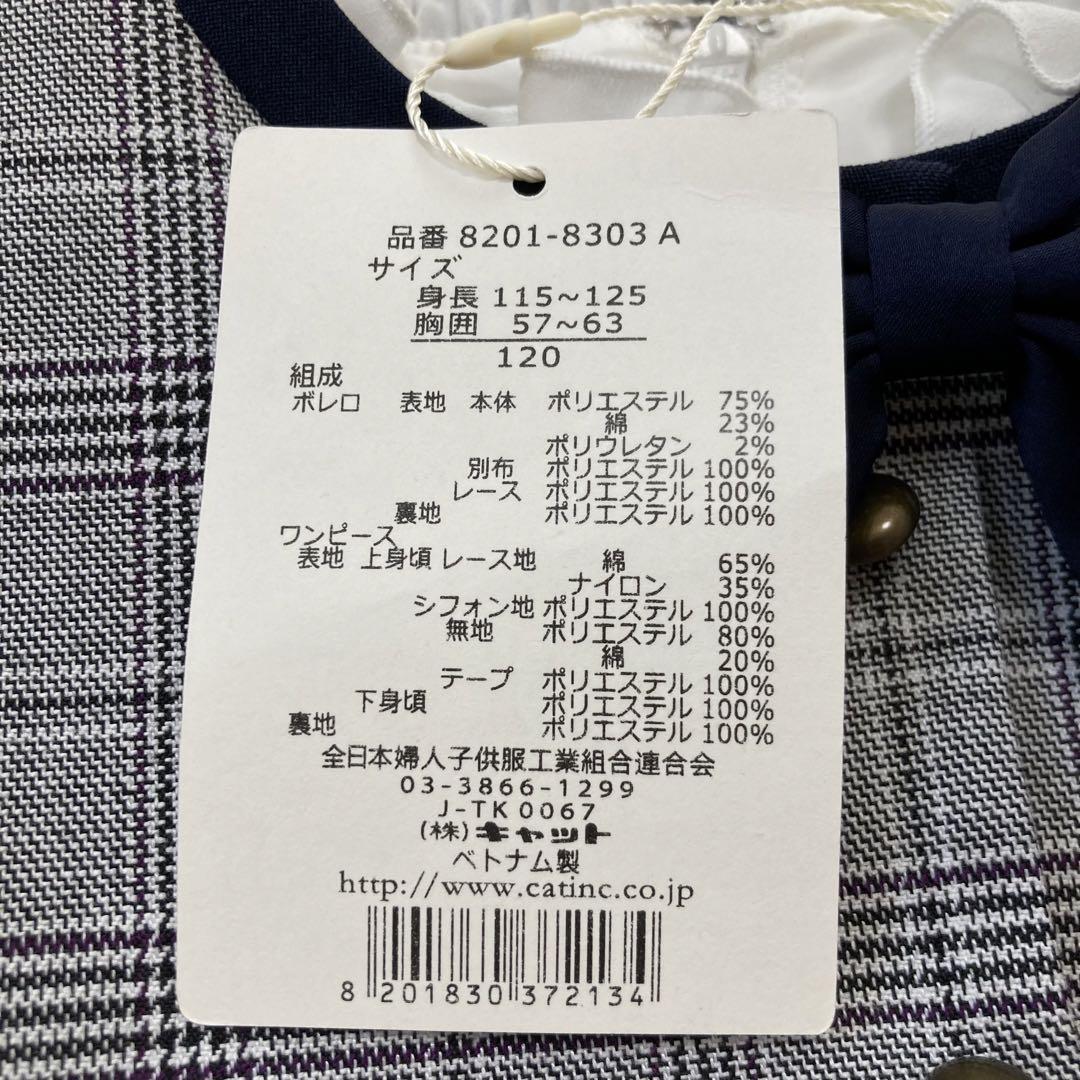 品番 8201-8303 A
サイズ
身長 115~125
胸囲 57~63
120
組成
ボレロ 表地 本体 ポリエステル 75%
綿 23%
ポリウレタン 2%
別布 ポリエステル 100%
レース ポリエステル 100%
裏地 ポリエステル 100%
ワンピース
表地 上身頃 レース地 綿 65%
ナイロン 35%
シフォン地 ポリエステル 100%
無地 ポリエステル 80%
綿 20%
テープ ポリエステル 100%
下身頃 ポリエステル 100%
裏地 ポリエステル 100%
全日本婦人子供服工業組合連合会
03-3866-1299
J-TK 0067
(株)キャット
ベトナム製
http://www.catinc.co.jp
8 201830 372134